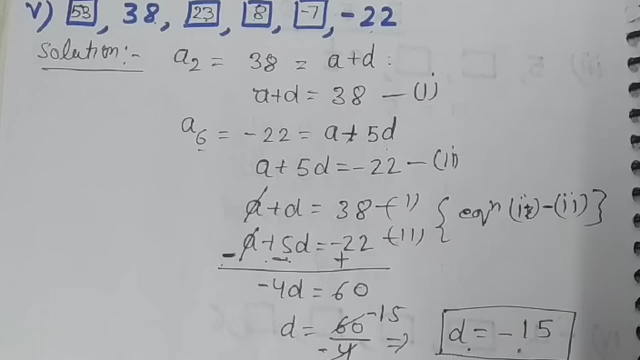 v) 53, 38, 23, 8, -7, -22
Solution:- a₂ = 38 = a+d :
a+d = 38 —(i)
a₆ = -22 = a+5d
a+5d = -22 —(ii)
a+d = 38 —(i) { eqⁿ (i) - (ii) }
- a+5d = -22 —(ii)
- +
-4d = 60
d = 60 -15 / -4 => d = -15